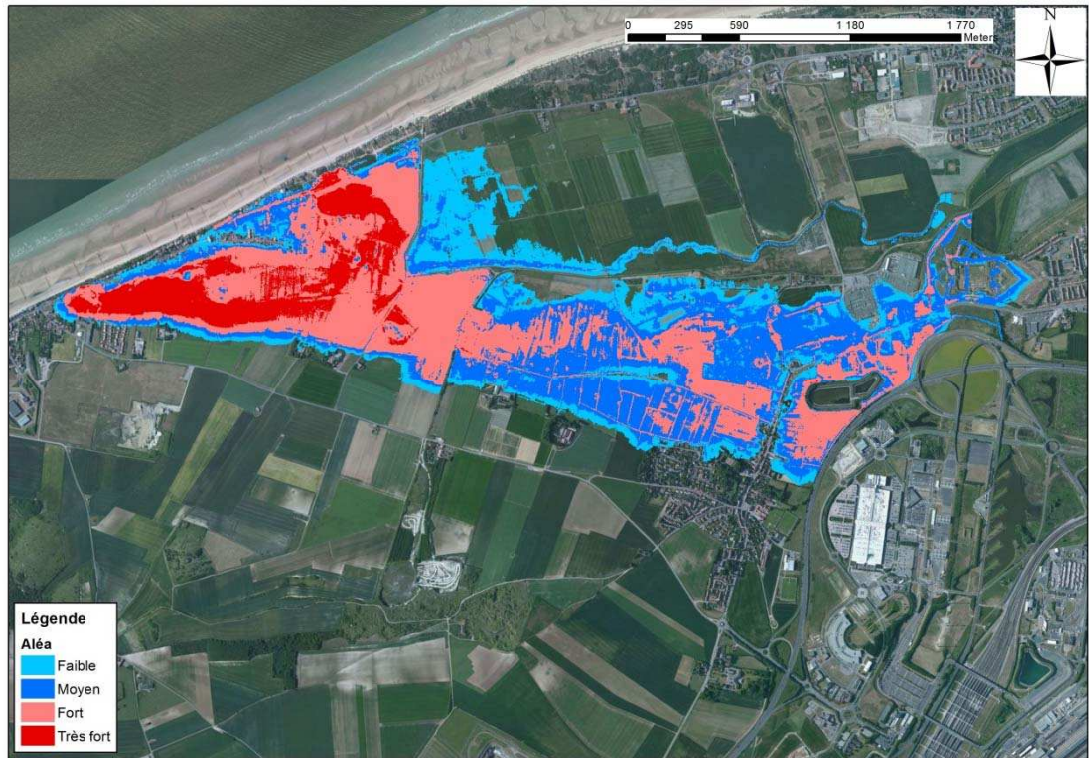 0 295 590 1 180 1 770
Meters
N
Légende
Aléa
Faible
Moyen
Fort
Très fort